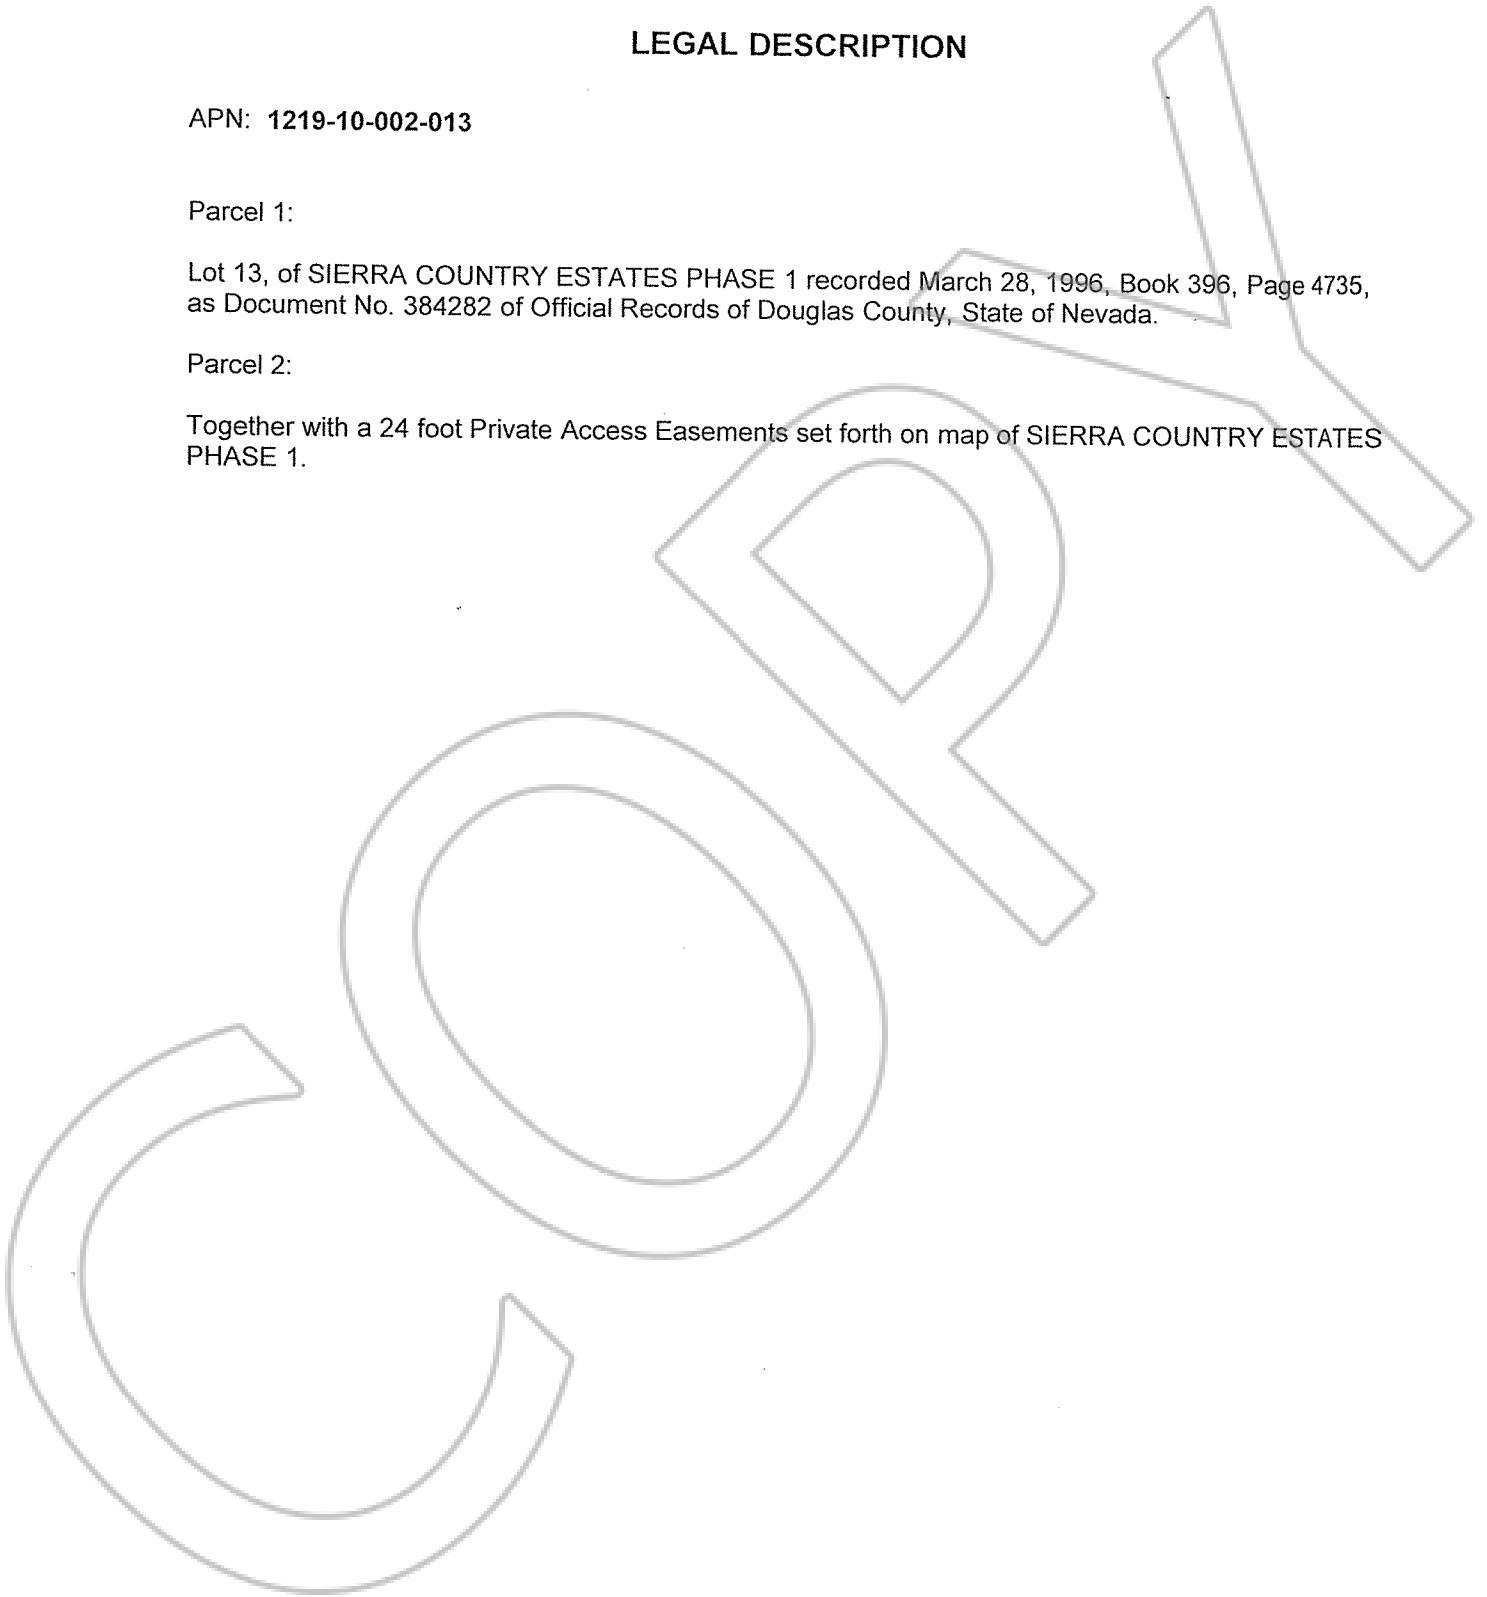 LEGAL DESCRIPTION
APN: 1219-10-002-013
Parcel 1:
Lot 13, of SIERRA COUNTRY ESTATES PHASE 1 recorded March 28, 1996, Book 396, Page 4735,
as Document No. 384282 of Official Records of Douglas County, State of Nevada.
Parcel 2:
Together with a 24 foot Private Access Easements set forth on map of SIERRA COUNTRY ESTATES
PHASE 1.
COPY